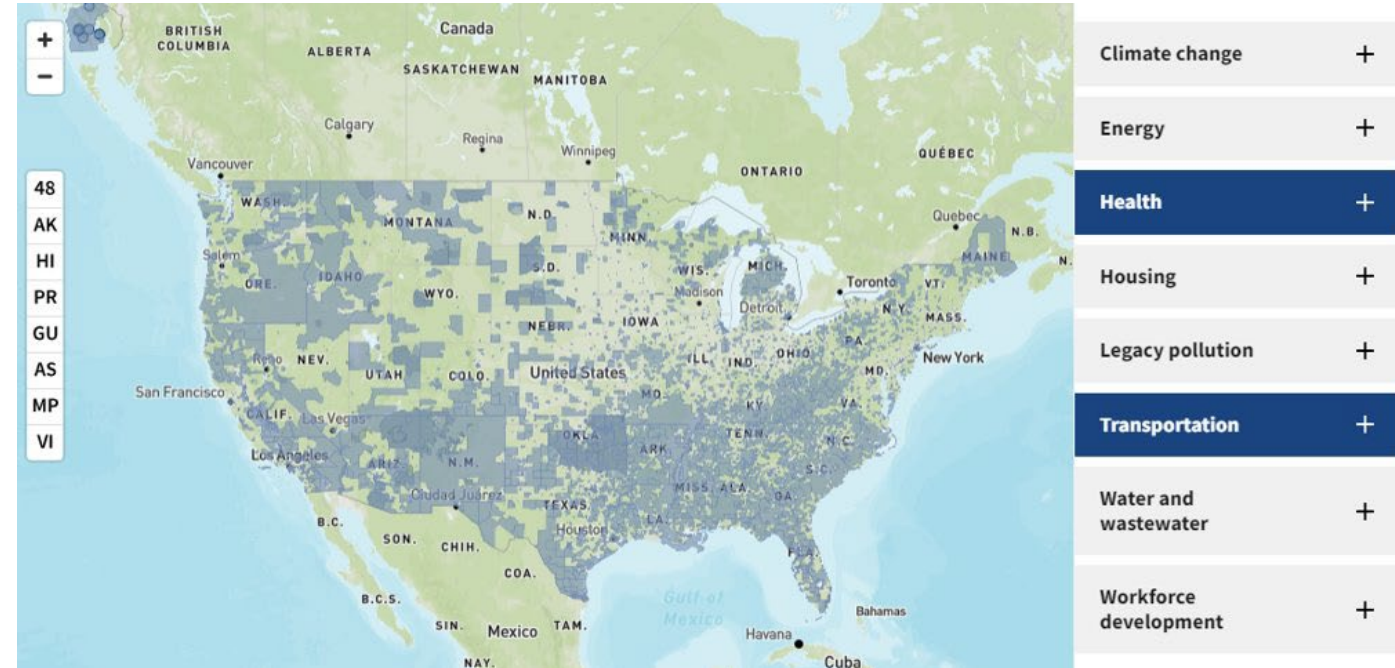 +
−
48
AK
HI
PR
GU
AS
MP
VI
BRITISH
COLUMBIA
ALBERTA
Canada
SASKATCHEWAN
MANITOBA
Calgary
Regina
Winnipeg
Vancouver
ONTARIO
QUÉBEC
Quebec
N.B.
N.
WASH.
MONTANA
N.D.
MINN.
MAINE
Salem
ORE.
IDAHO
S.D.
WIS.
MICH.
WYO.
Madison
Toronto
VT.
Detroit
N.Y.
MASS.
NEBR.
IOWA
PA.
Reno
NEV.
UTAH
COLO.
United States
ILL.
IND.
OHIO
MD.
New York
San Francisco
CALIF.
Las Vegas
MO.
KY.
VA.
Los Angeles
ARIZ.
N.M.
OKLA.
ARK.
TENN.
N.C.
S.C.
Ciudad Juárez
TEXAS
MISS.
ALA.
GA.
B.C.
Houston
LA.
SON.
CHIH.
FLA.
COA.
B.C.S.
Gulf of
Mexico
Bahamas
SIN.
Mexico
TAM.
Havana
NAY.
Cuba
Climate change +
Energy +
Health +
Housing +
Legacy pollution +
Transportation +
Water and
wastewater +
Workforce
development +